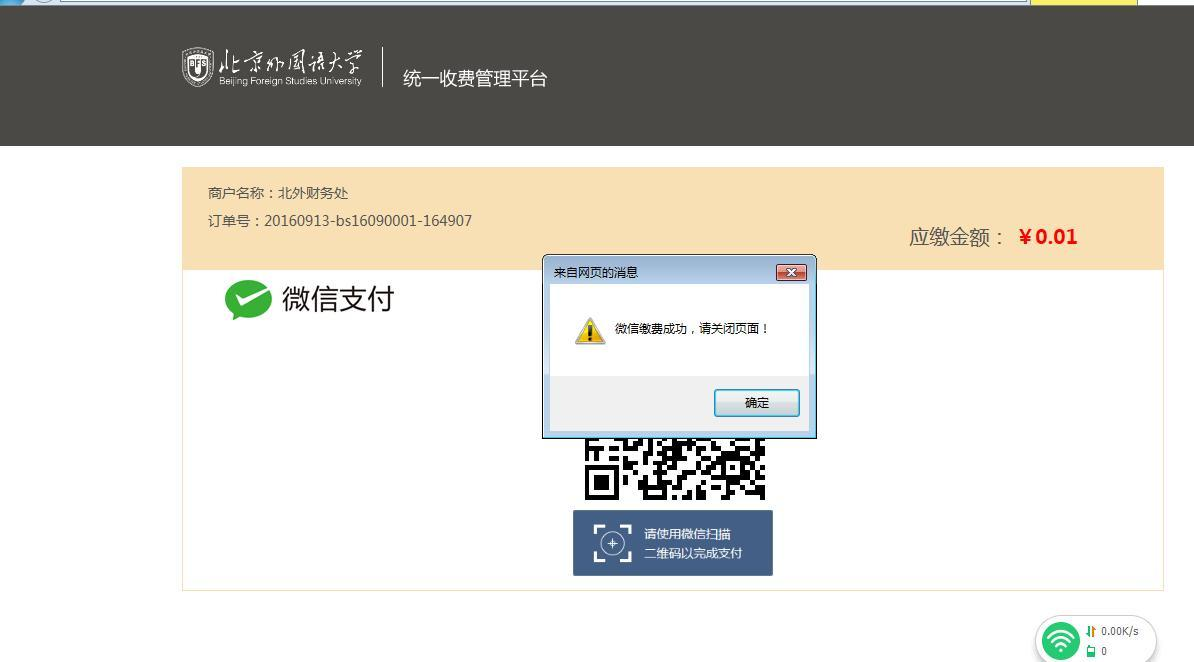 北京外国语大学
Beijing Foreign Studies University
统一收费管理平台
商户名称：北外财务处
订单号：20160913-bs16090001-164907
应缴金额： ￥0.01
微信支付
来自网页的消息
微信缴费成功，请关闭页面！
确定
请使用微信扫描
二维码以完成支付
0.00K/s
0